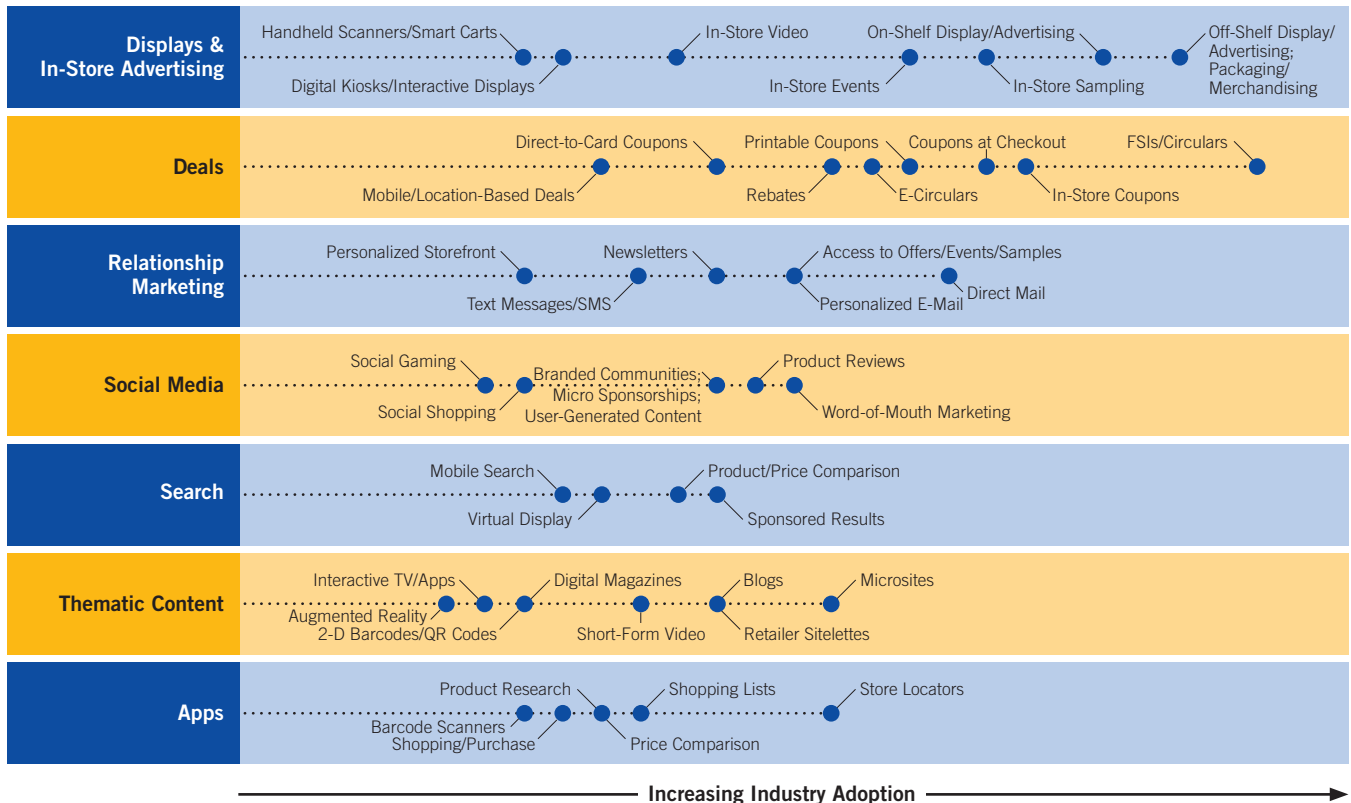 Displays &
In-Store Advertising
Handheld Scanners/Smart Carts
In-Store Video
On-Shelf Display/Advertising
Off-Shelf Display/
Advertising;
Packaging/
Merchandising
Digital Kiosks/Interactive Displays
In-Store Events
In-Store Sampling
Deals
Direct-to-Card Coupons
Printable Coupons
Coupons at Checkout
FSIs/Circulars
Mobile/Location-Based Deals
Rebates
E-Circulars
In-Store Coupons
Relationship
Marketing
Personalized Storefront
Newsletters
Access to Offers/Events/Samples
Text Messages/SMS
Personalized E-Mail
Direct Mail
Social Media
Social Gaming
Branded Communities;
Micro Sponsorships;
User-Generated Content
Product Reviews
Social Shopping
Word-of-Mouth Marketing
Search
Mobile Search
Product/Price Comparison
Virtual Display
Sponsored Results
Thematic Content
Interactive TV/Apps
Digital Magazines
Blogs
Microsites
Augmented Reality
2-D Barcodes/QR Codes
Short-Form Video
Retailer Sitelettes
Apps
Product Research
Shopping Lists
Store Locators
Barcode Scanners
Shopping/Purchase
Price Comparison
Increasing Industry Adoption